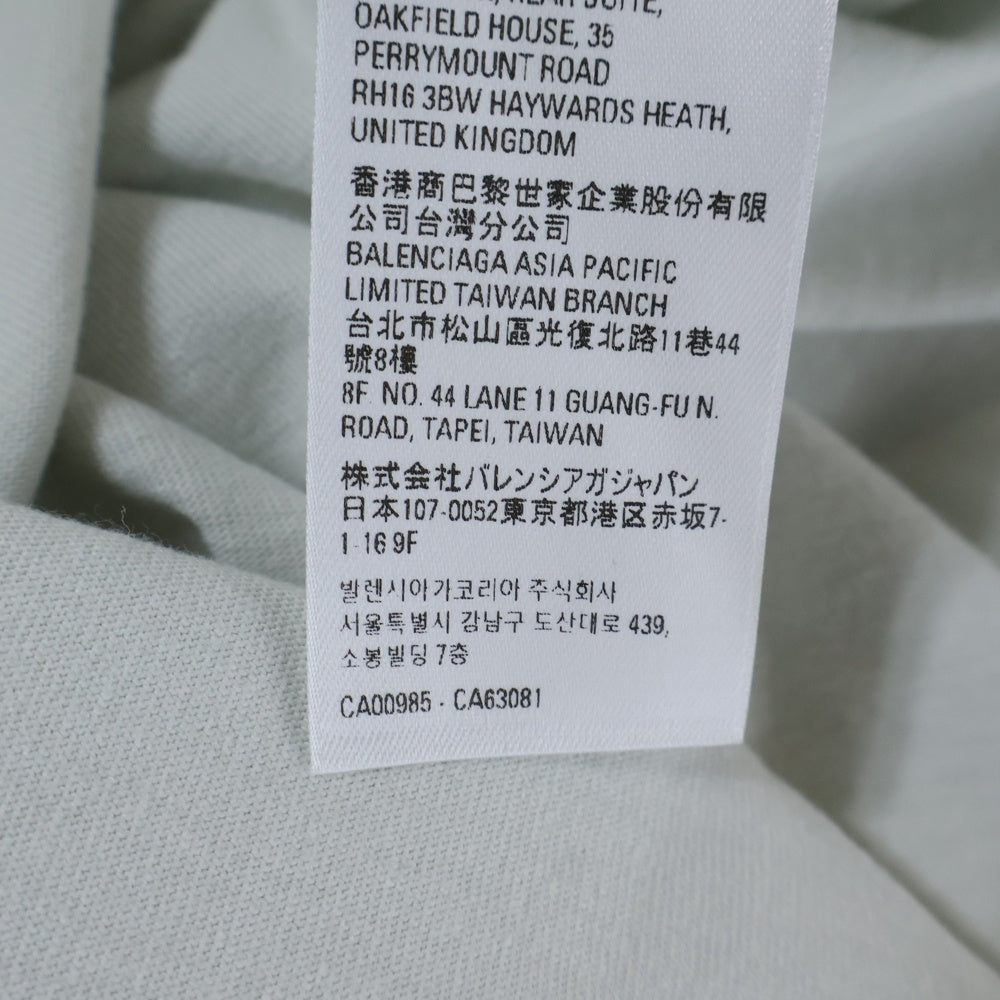 REAR SUITE,
OAKFIELD HOUSE, 35
PERRYMOUNT ROAD
RH16 3BW HAYWARDS HEATH,
UNITED KINGDOM
香港商巴黎世家企業股份有限
公司台灣分公司
BALENCIAGA ASIA PACIFIC
LIMITED TAIWAN BRANCH
台北市松山區光復北路11巷44
號8樓
8F. NO. 44 LANE 11 GUANG-FU N.
ROAD, TAPEI, TAIWAN
株式会社バレンシアガジャパン
日本107-0052東京都港区赤坂7-
1-16 9F
발렌시아가코리아 주식회사
서울특별시 강남구 도산대로 439,
소봉빌딩 7층
CA00985 - CA63081